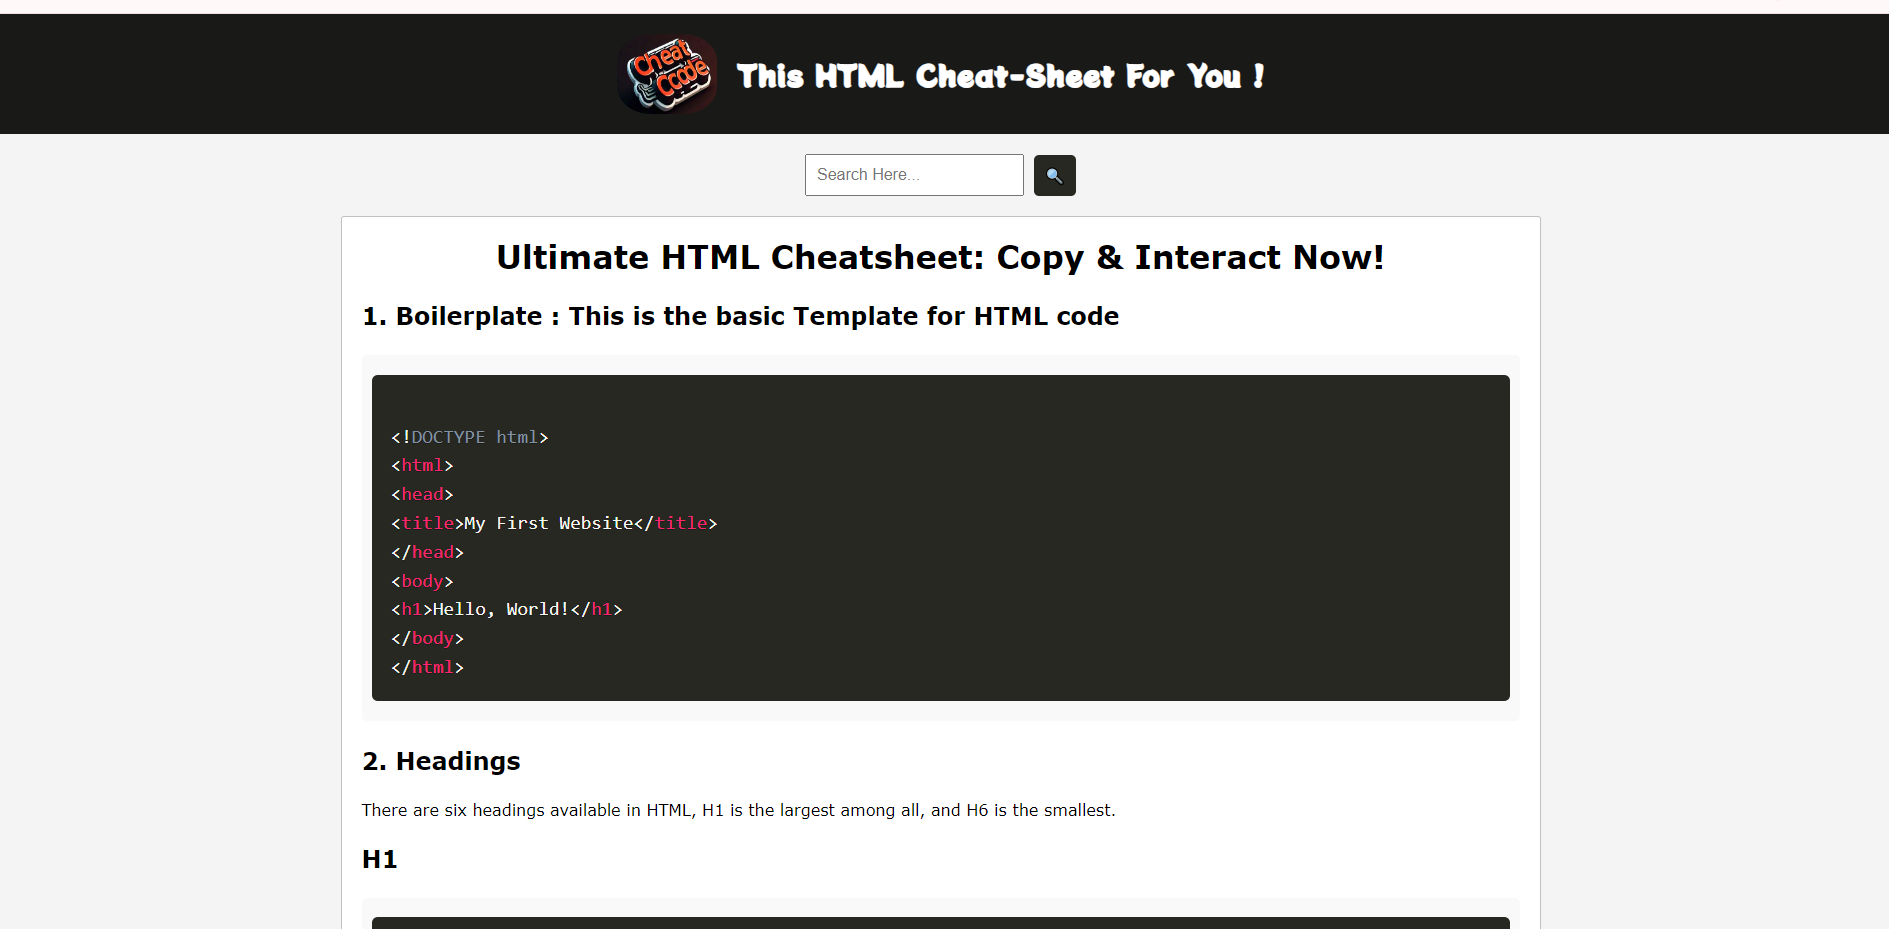 Cheat
Ccode
This HTML Cheat-Sheet For You !
Search Here...
Ultimate HTML Cheatsheet: Copy & Interact Now!
1. Boilerplate : This is the basic Template for HTML code
<!DOCTYPE html>
<html>
<head>
<title>My First Website</title>
</head>
<body>
<h1>Hello, World!</h1>
</body>
</html>
2. Headings
There are six headings available in HTML, H1 is the largest among all, and H6 is the smallest.
H1